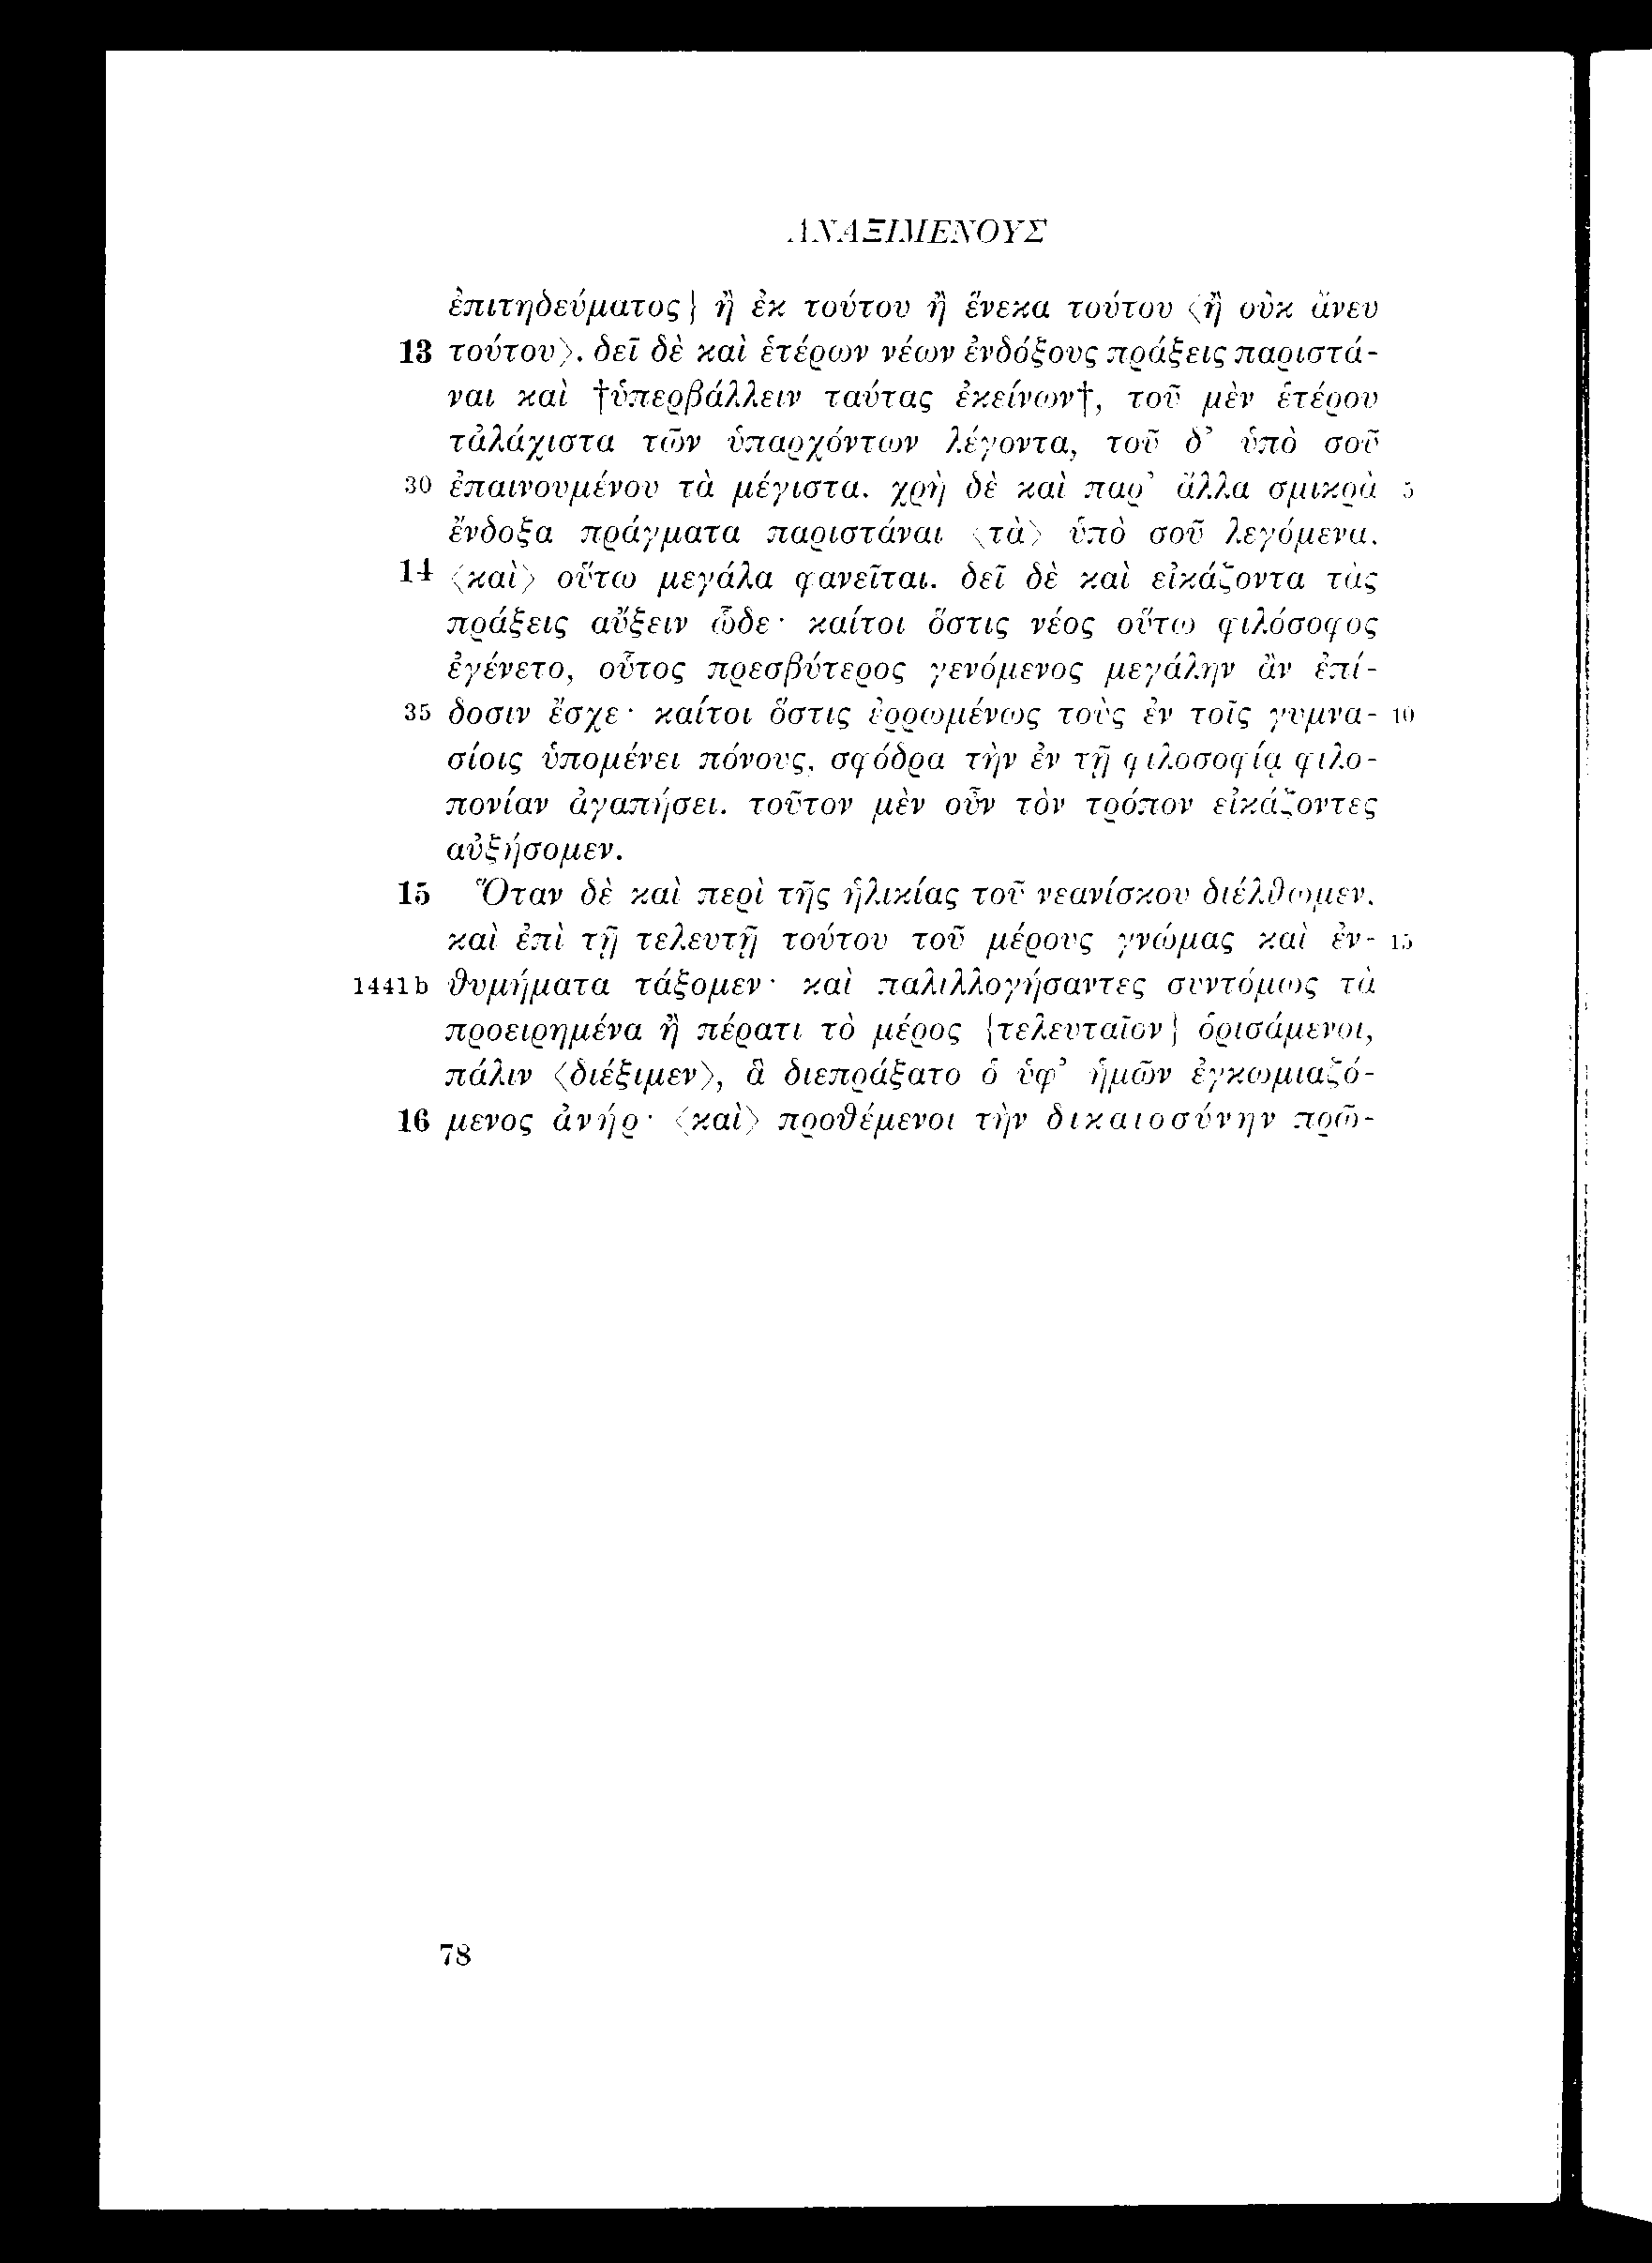 ΑΝΑΞΙΜΕΝΟΥΣ
ἐπιτηδεύματος} ἢ ἐκ τούτου ἢ ἕνεκα τούτου ⟨ἢ οὐκ ἄνευ
13 τούτου⟩. δεῖ δὲ καὶ ἑτέρων νέων ἐνδόξους πράξεις παριστά-
ναι καὶ †ὑπερβάλλειν ταύτας ἐκείνων†, τοῦ μὲν ἑτέρου
τἀλάχιστα τῶν ὑπαρχόντων λέγοντα, τοῦ δ’ ὑπὸ σοῦ
30 ἐπαινουμένου τὰ μέγιστα. χρὴ δὲ καὶ παρ’ ἄλλα σμικρὰ 5
ἔνδοξα πράγματα παριστάναι ⟨τὰ⟩ ὑπὸ σοῦ λεγόμενα,
14 ⟨καὶ⟩ οὕτω μεγάλα φανεῖται. δεῖ δὲ καὶ εἰκάζοντα τὰς
πράξεις αὔξειν ὧδε· καίτοι ὅστις νέος οὕτω φιλόσοφος
ἐγένετο, οὗτος πρεσβύτερος γενόμενος μεγάλην ἂν ἐπί-
35 δοσιν ἔσχε· καίτοι ὅστις ἐρρωμένως τοὺς ἐν τοῖς γυμνα- 10
σίοις ὑπομένει πόνους, σφόδρα τὴν ἐν τῇ φιλοσοφίᾳ φιλο-
πονίαν ἀγαπήσει. τοῦτον μὲν οὖν τὸν τρόπον εἰκάζοντες
αὐξήσομεν.
15 Ὅταν δὲ καὶ περὶ τῆς ἡλικίας τοῦ νεανίσκου διέλθωμεν,
καὶ ἐπὶ τῇ τελευτῇ τούτου τοῦ μέρους γνώμας καὶ ἐν- 15
1441b θυμήματα τάξομεν· καὶ παλιλλογήσαντες συντόμως τὰ
προειρημένα ἢ πέρατι τὸ μέρος {τελευταῖον} ὁρισάμενοι,
πάλιν ⟨διέξιμεν⟩, ἃ διεπράξατο ὁ ὑφ’ ἡμῶν ἐγκωμιαζό-
16 μενος ἀνήρ· ⟨καὶ⟩ προθέμενοι τὴν δικαιοσύνην πρῶ-
78